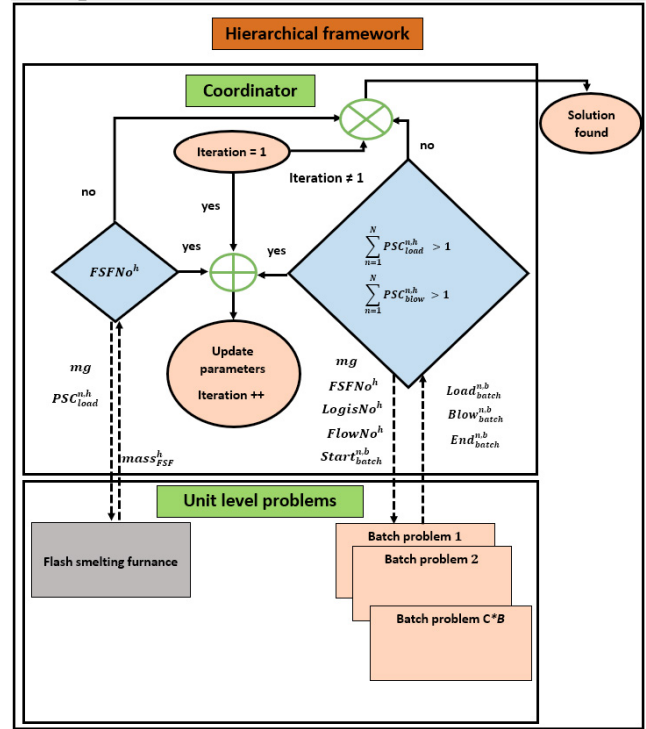 Hierarchical framework
Coordinator
Solution
found
Iteration = 1
no
Iteration ≠ 1
no
yes
yes
yes
FSFNo^h
\sum_{n=1}^{N} PSC_{load}^{n,h} > 1
\sum_{n=1}^{N} PSC_{blow}^{n,h} > 1
Update
parameters
Iteration ++
mg
PSC_{load}^{n,h}
mass_{FSF}^{h}
mg
FSFNo^h
LogisNo^h
FlowNo^h
Start_{batch}^{n,b}
Load_{batch}^{n,b}
Blow_{batch}^{n,b}
End_{batch}^{n,b}
Unit level problems
Flash smelting furnance
Batch problem 1
Batch problem 2
Batch problem C*B